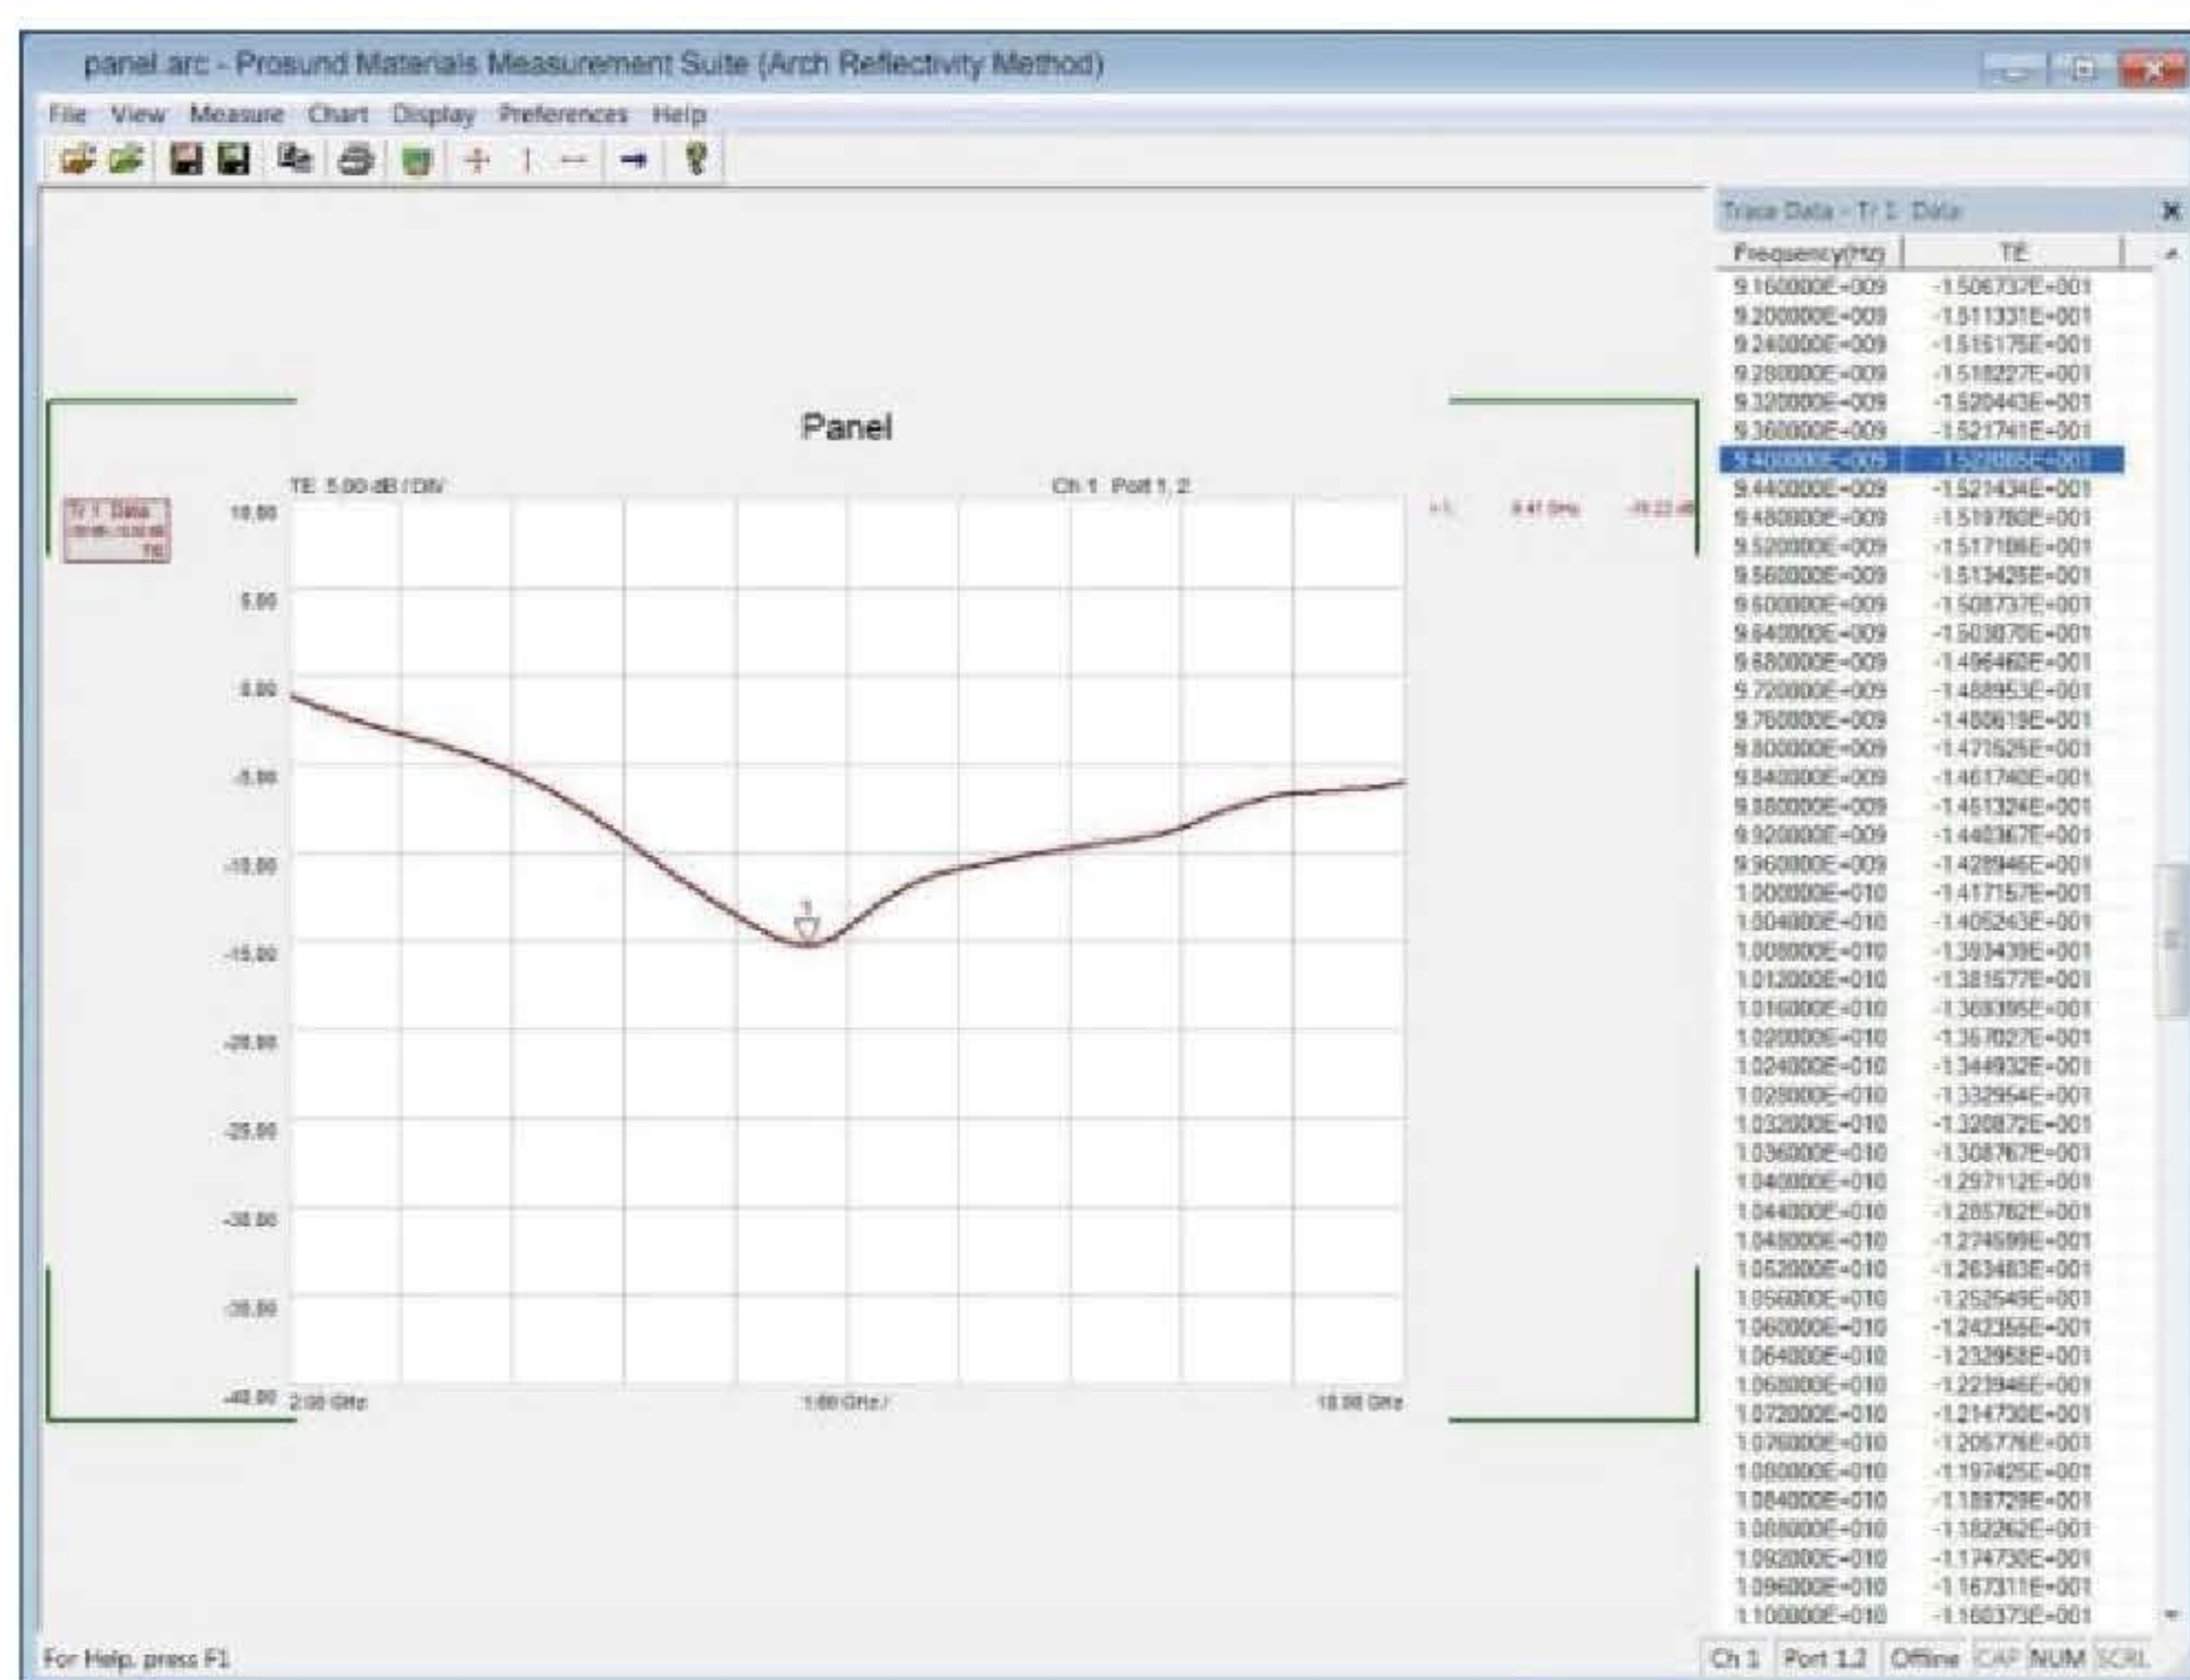 panel.arc - Prosund Materials Measurement Suite (Arch Reflectivity Method)
File View Measure Chart Display Preferences Help
Panel
TE 5.00 dB / DIV
Ch 1 Port 1, 2
Tr 1 Data
TE
10.00
5.00
0.00
-5.00
-10.00
-15.00
-20.00
-25.00
-30.00
-35.00
-40.00
1
2.00 GHz
1.60 GHz /
18.00 GHz
Trace Data - Tr 1 Data
Frequency(Hz) TE
9.160000E+009 -1.506737E+001
9.200000E+009 -1.511331E+001
9.240000E+009 -1.515175E+001
9.280000E+009 -1.518227E+001
9.320000E+009 -1.520443E+001
9.360000E+009 -1.521741E+001
9.400000E+009
9.440000E+009 -1.521434E+001
9.480000E+009 -1.519780E+001
9.520000E+009 -1.517186E+001
9.560000E+009 -1.513425E+001
9.600000E+009 -1.508737E+001
9.640000E+009 -1.503070E+001
9.680000E+009 -1.496460E+001
9.720000E+009 -1.488953E+001
9.760000E+009 -1.480619E+001
9.800000E+009 -1.471525E+001
9.840000E+009 -1.461740E+001
9.880000E+009 -1.451324E+001
9.920000E+009 -1.440367E+001
9.960000E+009 -1.428946E+001
1.000000E+010 -1.417157E+001
1.004000E+010 -1.405243E+001
1.008000E+010 -1.393439E+001
1.012000E+010 -1.381577E+001
1.016000E+010 -1.369395E+001
1.020000E+010 -1.357027E+001
1.024000E+010 -1.344932E+001
1.028000E+010 -1.332954E+001
1.032000E+010 -1.320872E+001
1.036000E+010 -1.308767E+001
1.040000E+010 -1.297112E+001
1.044000E+010 -1.285782E+001
1.048000E+010 -1.274599E+001
1.052000E+010 -1.263483E+001
1.056000E+010 -1.252549E+001
1.060000E+010 -1.242355E+001
1.064000E+010 -1.232958E+001
1.068000E+010 -1.223946E+001
1.072000E+010 -1.214730E+001
1.076000E+010 -1.205776E+001
1.080000E+010 -1.197425E+001
1.084000E+010 -1.189729E+001
1.088000E+010 -1.182262E+001
1.092000E+010 -1.174730E+001
1.096000E+010 -1.167311E+001
1.100000E+010 -1.160373E+001
For Help, press F1
Ch 1 Port 1,2 Offline CAP NUM SCRL